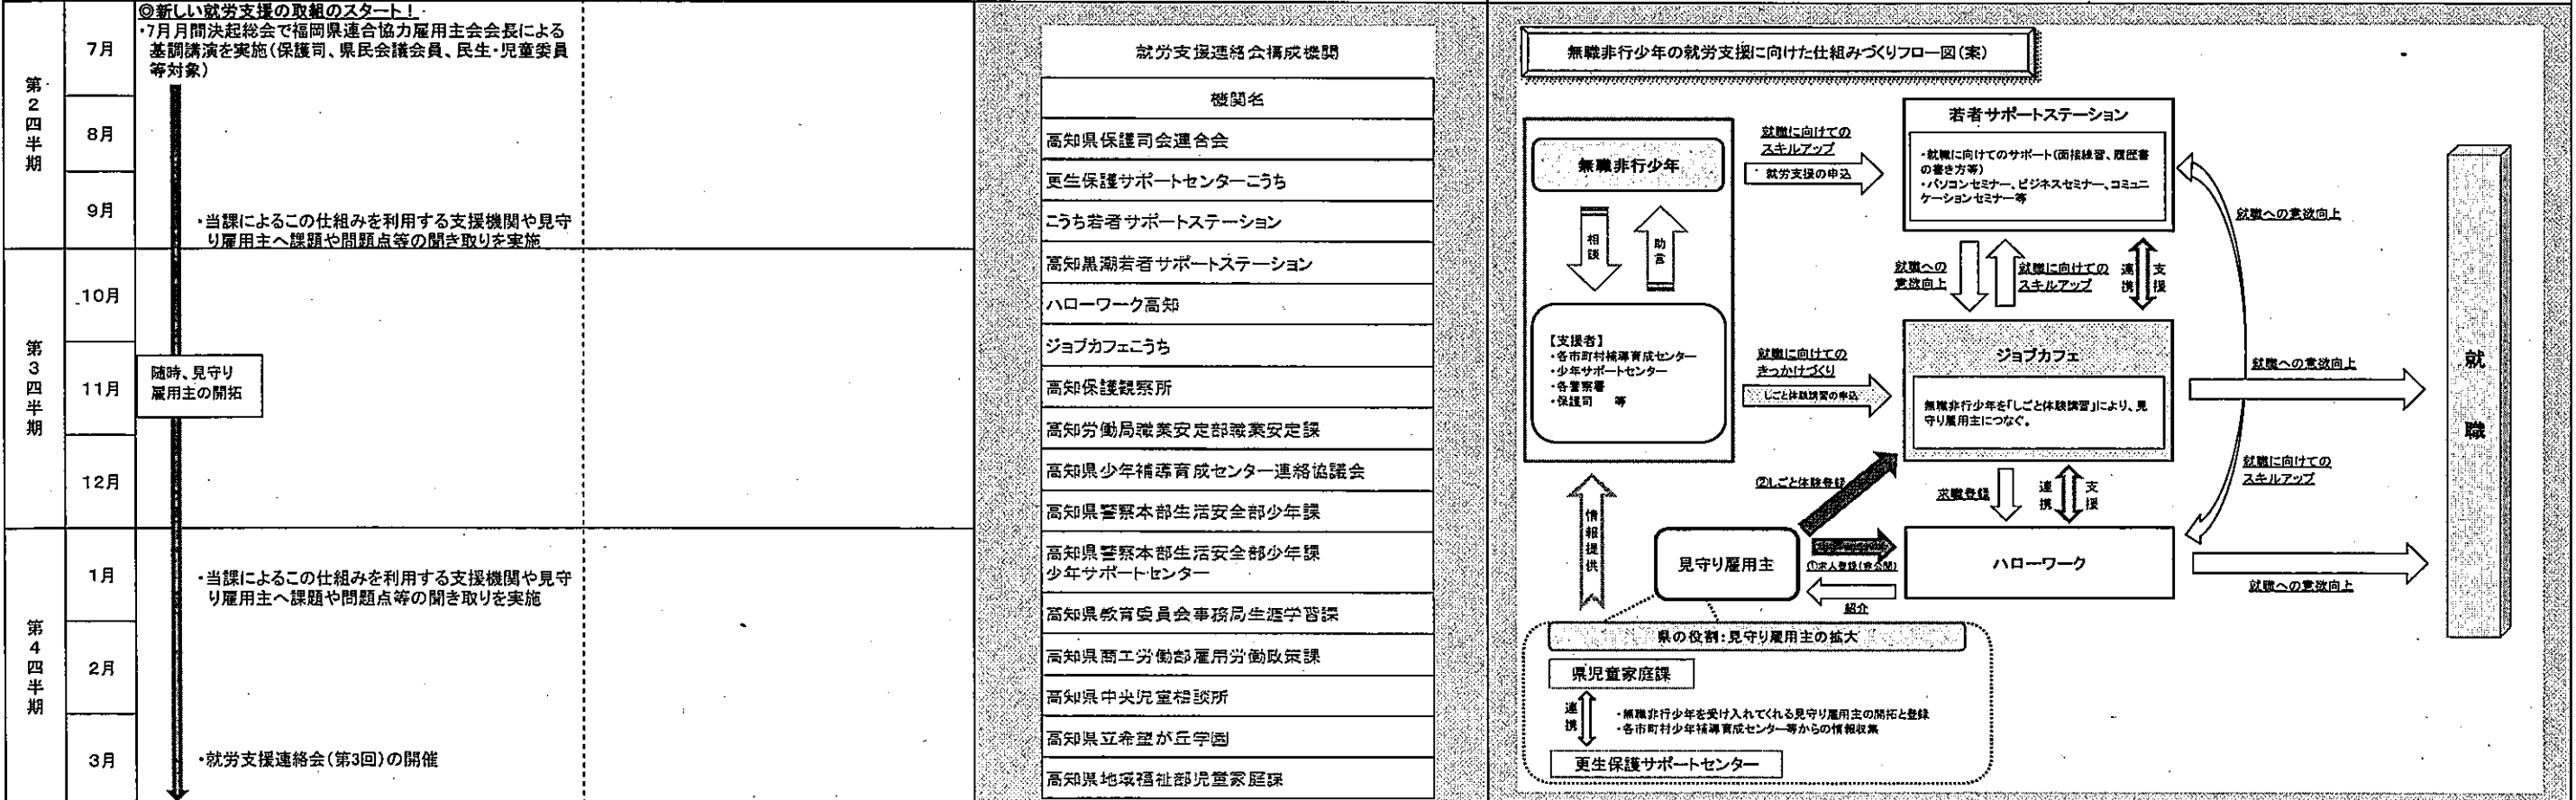 ◎新しい就労支援の取組のスタート！
・7月月間決起総会で福岡県連合協力雇用主会会長による
基調講演を実施(保護司、県民会議会員、民生・児童委員
等対象)
第2四半期
7月
8月
9月
・当課によるこの仕組みを利用する支援機関や見守
り雇用主へ課題や問題点等の聞き取りを実施
第3四半期
10月
11月
12月
随時、見守り
雇用主の開拓
第4四半期
1月
・当課によるこの仕組みを利用する支援機関や見守
り雇用主へ課題や問題点等の聞き取りを実施
2月
3月
・就労支援連絡会(第3回)の開催
就労支援連絡会構成機関
機関名
高知県保護司会連合会
更生保護サポートセンターこうち
こうち若者サポートステーション
高知黒潮若者サポートステーション
ハローワーク高知
ジョブカフェこうち
高知保護観察所
高知労働局職業安定部職業安定課
高知県少年補導育成センター連絡協議会
高知県警察本部生活安全部少年課
高知県警察本部生活安全部少年課
少年サポートセンター
高知県教育委員会事務局生涯学習課
高知県商工労働部雇用労働政策課
高知県中央児童相談所
高知県立希望が丘学園
高知県地域福祉部児童家庭課
無職非行少年の就労支援に向けた仕組みづくりフロー図(案)
無職非行少年
相談
助言
【支援者】
・各市町村補導育成センター
・少年サポートセンター
・各警察署
・保護司　等
就職に向けての
スキルアップ
就労支援の申込
若者サポートステーション
・就職に向けてのサポート(面接練習、履歴書
の書き方等)
・パソコンセミナー、ビジネスセミナー、コミュニ
ケーションセミナー等
就職への
意欲向上
就職に向けての
スキルアップ
連携
支援
就職への意欲向上
就職に向けての
きっかけづくり
しごと体験講習の申込
ジョブカフェ
無職非行少年を「しごと体験講習」により、見
守り雇用主につなぐ。
就職への意欲向上
就職
就職に向けての
スキルアップ
②しごと体験登録
求職登録
連携
支援
情報提供
見守り雇用主
①求人登録(非公開)
紹介
ハローワーク
就職への意欲向上
県の役割：見守り雇用主の拡大
県児童家庭課
連携
・無職非行少年を受け入れてくれる見守り雇用主の開拓と登録
・各市町村少年補導育成センター等からの情報収集
更生保護サポートセンター